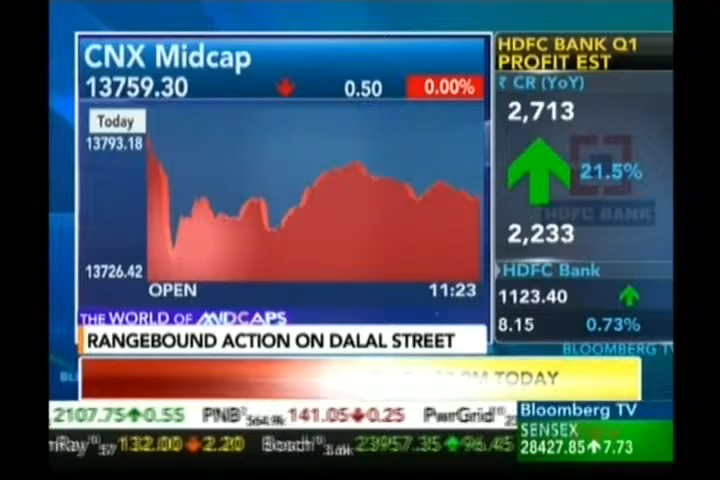 CNX Midcap
13759.30 0.50 0.00%
Today
13793.18
13726.42
OPEN 11:23
THE WORLD OF MIDCAPS
RANGEBOUND ACTION ON DALAL STREET
HDFC BANK Q1
PROFIT EST
₹ CR (YoY)
2,713
21.5%
HDFC BANK
2,233
HDFC Bank
1123.40
8.15 0.73%
BLOOMBERG TV
TODAY
2107.75 0.55 PNB 141.05 0.25 PwrGrid
132.00 2.20 Bosch 23957.35 96.45
Bloomberg TV
SENSEX
28427.85 7.73